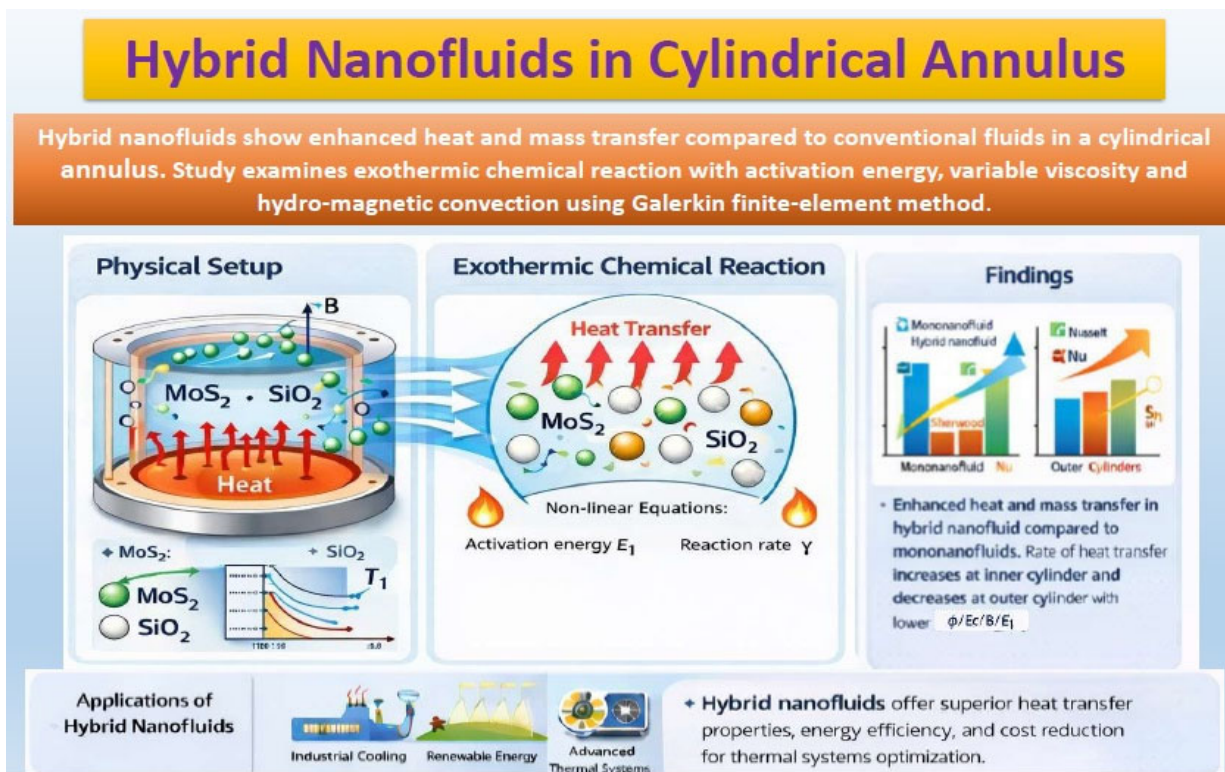 Hybrid Nanofluids in Cylindrical Annulus
Hybrid nanofluids show enhanced heat and mass transfer compared to conventional fluids in a cylindrical
annulus. Study examines exothermic chemical reaction with activation energy, variable viscosity and
hydro-magnetic convection using Galerkin finite-element method.
Physical Setup
B
MoS₂ · SiO₂
Heat
MoS₂:
+ SiO₂
T₁
MoS₂
SiO₂
Exothermic Chemical Reaction
Heat Transfer
MoS₂
SiO₂
Non-linear Equations:
Activation energy E₁
Reaction rate γ
Findings
Mononanofluid
Hybrid nanofluid
Sherwood
Mononanofluid Nu
Nusselt
Nu
Sh
Outer Cylinders
Enhanced heat and mass transfer in
hybrid nanofluid compared to
mononanofluids. Rate of heat transfer
increases at inner cylinder and
decreases at outer cylinder with
lower ϕ/Ec/B/E₁
Applications of
Hybrid Nanofluids
Industrial Cooling
Renewable Energy
Advanced
Thermal Systems
Hybrid nanofluids offer superior heat transfer
properties, energy efficiency, and cost reduction
for thermal systems optimization.